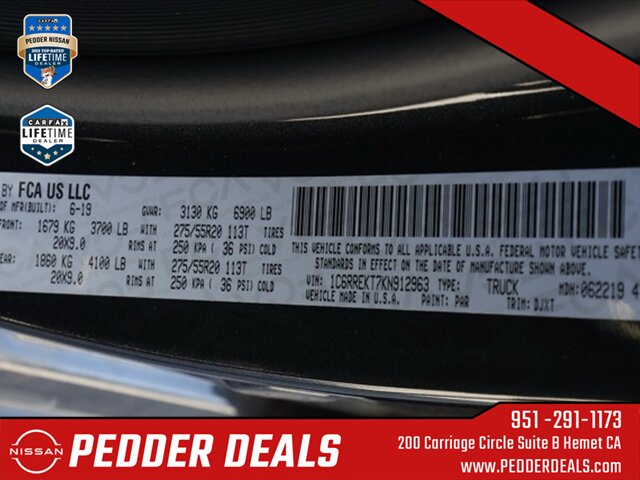 CARFAX
PEDDER NISSAN
2023 TOP-RATED
LIFETIME
DEALER
CARFAX
LIFETIME
DEALER
BY FCA US LLC
OF MFR(BUILT): 6-19 GVWR: 3130 KG 6900 LB
FRONT: 1679 KG 3700 LB 275/55R20 113T TIRES
20X9.0 RIMS AT 250 KPA ( 36 PSI) COLD
EAR: 1860 KG 4100 LB 275/55R20 113T TIRES
20X9.0 RIMS AT 250 KPA ( 36 PSI) COLD
THIS VEHICLE CONFORMS TO ALL APPLICABLE U.S.A. FEDERAL MOTOR VEHICLE SAFETY
STANDARDS IN EFFECT ON THE DATE OF MANUFACTURE SHOWN ABOVE.
VIN: 1C6RREKT7KN912963 TYPE: TRUCK MDH: 062219 4
VEHICLE MADE IN U.S.A. PAINT: PAR TRIM: DJXT
NISSAN
PEDDER DEALS
951 -291-1173
200 Carriage Circle Suite B Hemet CA
www.PEDDERDEALS.com